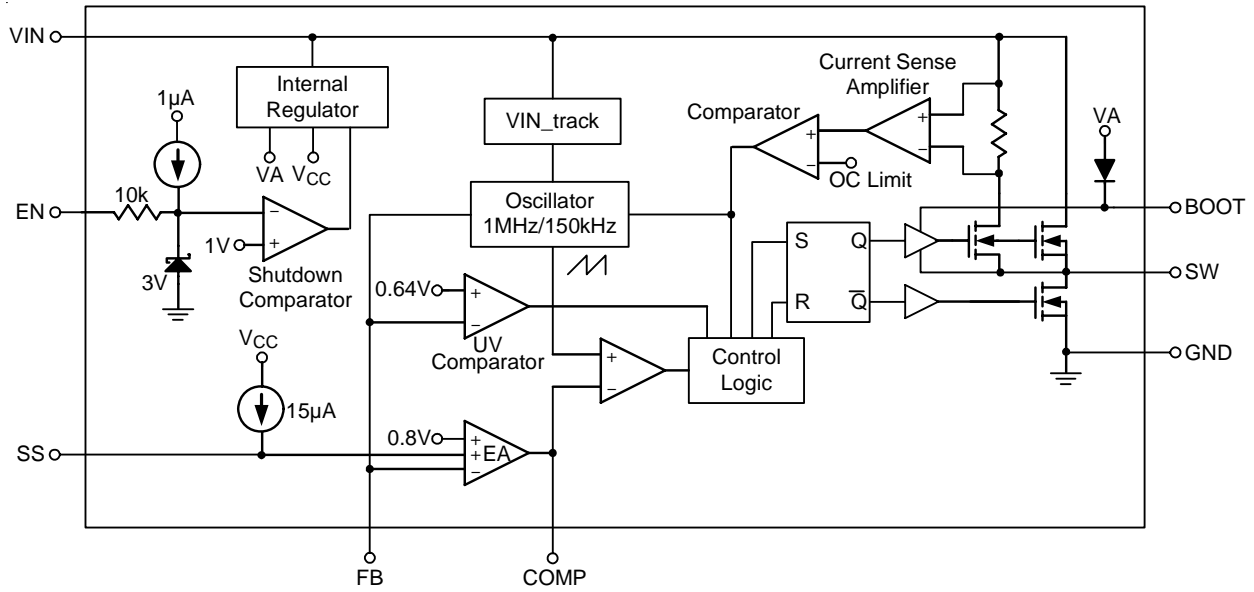 VIN
Internal
Regulator
VA
VCC
1µA
10k
EN
1V
3V
Shutdown
Comparator
VIN_track
Oscillator
1MHz/150kHz
Comparator
Current Sense
Amplifier
+
−
+
−
OC Limit
VA
BOOT
SW
GND
S
Q
R
Q̅
−
+
0.64V
+
−
UV
Comparator
+
−
Control
Logic
VCC
15µA
SS
0.8V
+
+
−
EA
FB
COMP